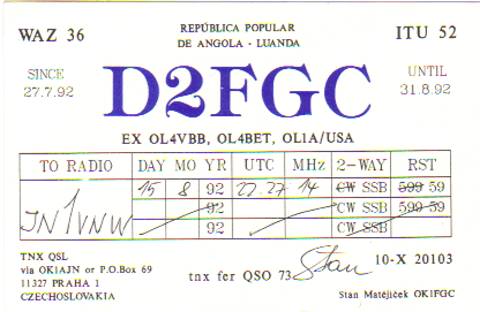 WAZ 36
REPÚBLICA POPULAR
DE ANGOLA - LUANDA
ITU 52
SINCE
27.7.92
D2FGC
UNTIL
31.8.92
EX OL4VBB, OL4BET, OL1A/USA
TO RADIO DAY MO YR UTC MHz 2-WAY RST
JN1VNW 15 8 92 22.27 14 CW SSB 599 59
92 CW SSB 599 59
92 CW SSB
TNX QSL
via OK1AJN or P.O.Box 69
11327 PRAHA 1
CZECHOSLOVAKIA
tnx fer QSO 73 Stan
10-X 20103
Stan Matějíček OK1FGC